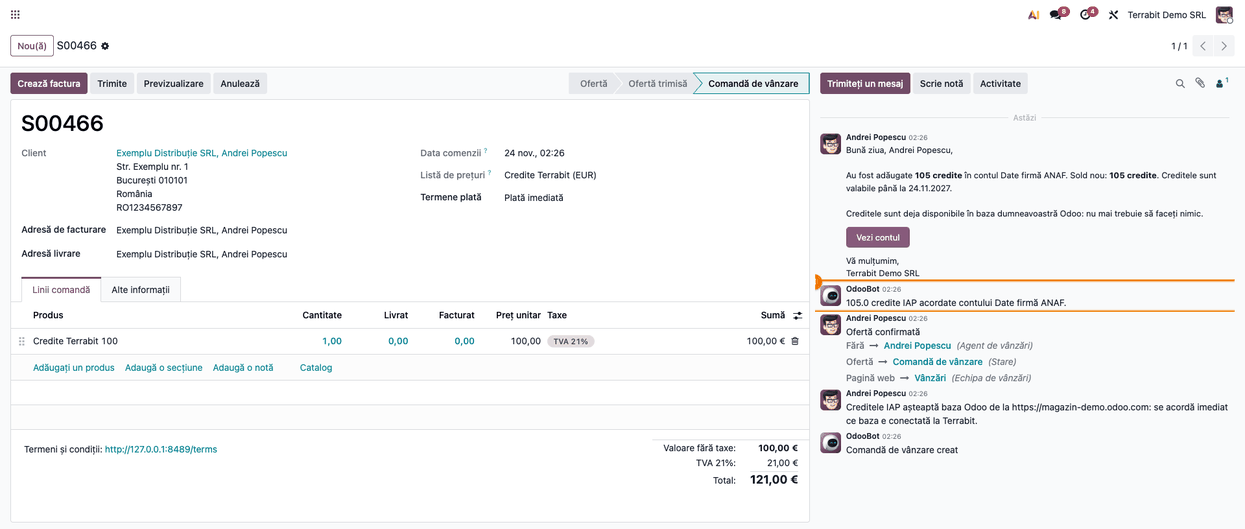 8
4
Terrabit Demo SRL
Nou(ă)
S00466
1 / 1
Crează factura
Trimite
Previzualizare
Anulează
Ofertă
Ofertă trimisă
Comandă de vânzare
Trimiteți un mesaj
Scrie notă
Activitate
1
S00466
Client
Exemplu Distribuție SRL, Andrei Popescu
Str. Exemplu nr. 1
București 010101
România
RO1234567897
Adresă de facturare
Exemplu Distribuție SRL, Andrei Popescu
Adresă livrare
Exemplu Distribuție SRL, Andrei Popescu
Data comenzii ?
24 nov., 02:26
Listă de prețuri ?
Credite Terrabit (EUR)
Termene plată
Plată imediată
Linii comandă
Alte informații
Produs
Cantitate
Livrat
Facturat
Preț unitar
Taxe
Sumă
Credite Terrabit 100
1,00
0,00
0,00
100,00
TVA 21%
100,00 €
Adăugați un produs
Adaugă o secțiune
Adaugă o notă
Catalog
Termeni și condiții: http://127.0.0.1:8489/terms
Valoare fără taxe: 100,00 €
TVA 21%: 21,00 €
Total: 121,00 €
Astăzi
Andrei Popescu 02:26
Bună ziua, Andrei Popescu,
Au fost adăugate 105 credite în contul Date firmă ANAF. Sold nou: 105 credite. Creditele sunt
valabile până la 24.11.2027.
Creditele sunt deja disponibile în baza dumneavoastră Odoo: nu mai trebuie să faceți nimic.
Vezi contul
Vă mulțumim,
Terrabit Demo SRL
OdooBot 02:26
105.0 credite IAP acordate contului Date firmă ANAF.
Andrei Popescu 02:26
Ofertă confirmată
Fără → Andrei Popescu (Agent de vânzări)
Ofertă → Comandă de vânzare (Stare)
Pagină web → Vânzări (Echipa de vânzări)
Andrei Popescu 02:26
Creditele IAP așteaptă baza Odoo de la https://magazin-demo.odoo.com: se acordă imediat
ce baza e conectată la Terrabit.
OdooBot 02:26
Comandă de vânzare creat